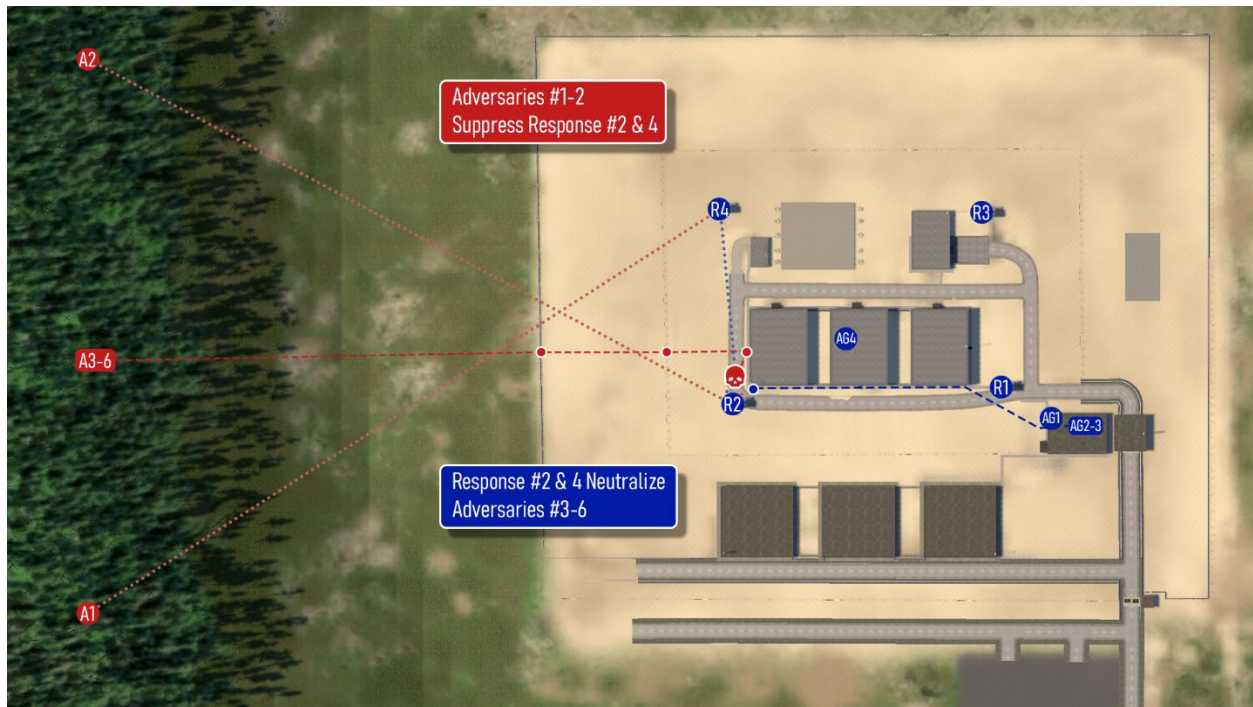 A2
Adversaries #1-2
Suppress Response #2 & 4
R4
R3
AG4
A3-6
R2
R1
AG1
AG2-3
Response #2 & 4 Neutralize
Adversaries #3-6
A1